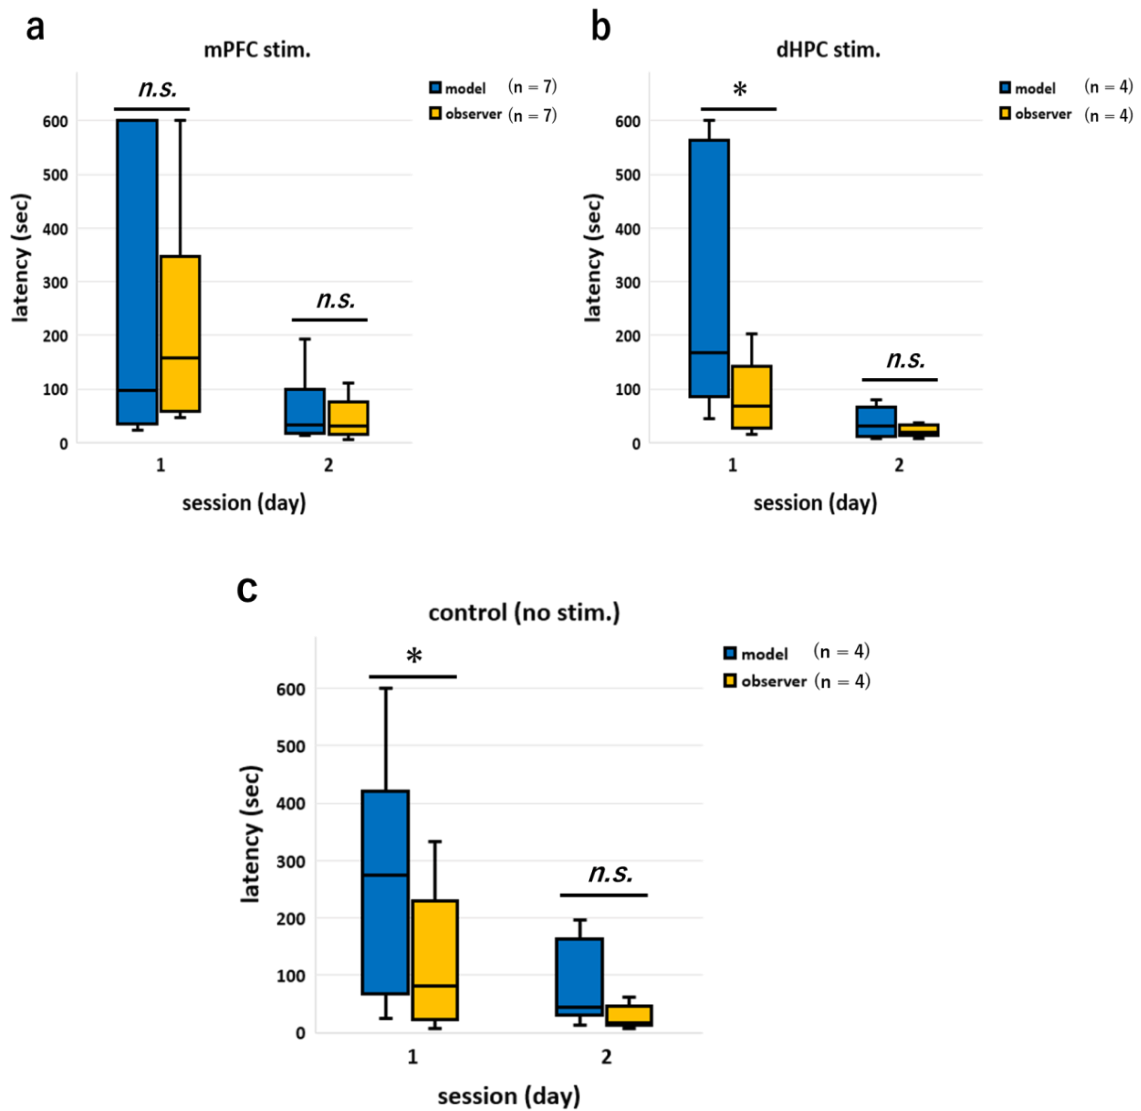 a
mPFC stim.
n.s.
model (n = 7)
observer (n = 7)
600
500
400
300
200
100
0
latency (sec)
n.s.
1
2
session (day)
b
dHPC stim.
*
model (n = 4)
observer (n = 4)
600
500
400
300
200
100
0
latency (sec)
n.s.
1
2
session (day)
c
control (no stim.)
*
model (n = 4)
observer (n = 4)
600
500
400
300
200
100
0
latency (sec)
n.s.
1
2
session (day)